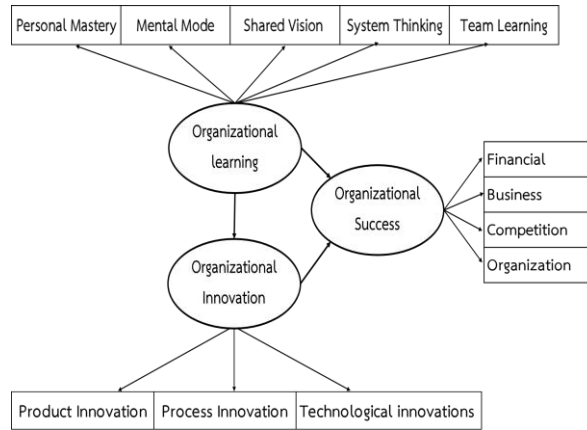 Personal Mastery
Mental Mode
Shared Vision
System Thinking
Team Learning
Organizational
learning
Organizational
Success
Financial
Business
Competition
Organization
Organizational
Innovation
Product Innovation
Process Innovation
Technological innovations